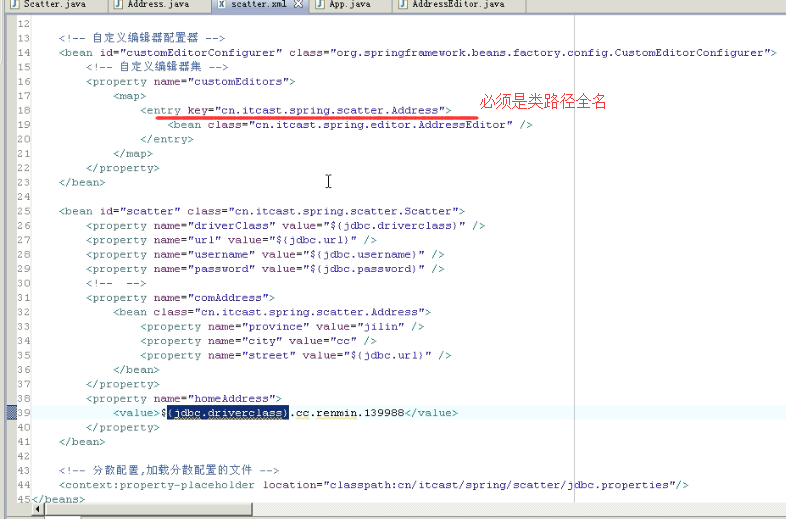 Scatter.java Address.java scatter.xml App.java AddressEditor.java
12
13 <!-- 自定义编辑器配置器 -->
14 <bean id="customEditorConfigurer" class="org.springframework.beans.factory.config.CustomEditorConfigurer">
15 <!-- 自定义编辑器集 -->
16 <property name="customEditors">
17 <map>
18 <entry key="cn.itcast.spring.scatter.Address"> 必须是类路径全名
19 <bean class="cn.itcast.spring.editor.AddressEditor" />
20 </entry>
21 </map>
22 </property>
23 </bean>
24
25 <bean id="scatter" class="cn.itcast.spring.scatter.Scatter">
26 <property name="driverClass" value="${jdbc.driverclass}" />
27 <property name="url" value="${jdbc.url}" />
28 <property name="username" value="${jdbc.username}" />
29 <property name="password" value="${jdbc.password}" />
30 <!-- -->
31 <property name="comAddress">
32 <bean class="cn.itcast.spring.scatter.Address">
33 <property name="province" value="jilin" />
34 <property name="city" value="cc" />
35 <property name="street" value="${jdbc.url}" />
36 </bean>
37 </property>
38 <property name="homeAddress">
39 <value>${jdbc.driverclass}.cc.renmin.139988</value>
40 </property>
41 </bean>
42
43 <!-- 分散配置,加载分散配置的文件 -->
44 <context:property-placeholder location="classpath:cn/itcast/spring/scatter/jdbc.properties"/>
45 </beans>